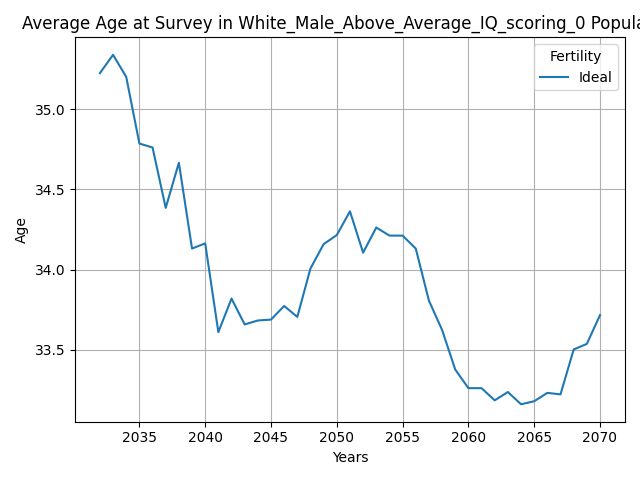 Average Age at Survey in White_Male_Above_Average_IQ_scoring_0 Popula
Fertility
Ideal
35.0
34.5
34.0
33.5
Age
2035 2040 2045 2050 2055 2060 2065 2070
Years